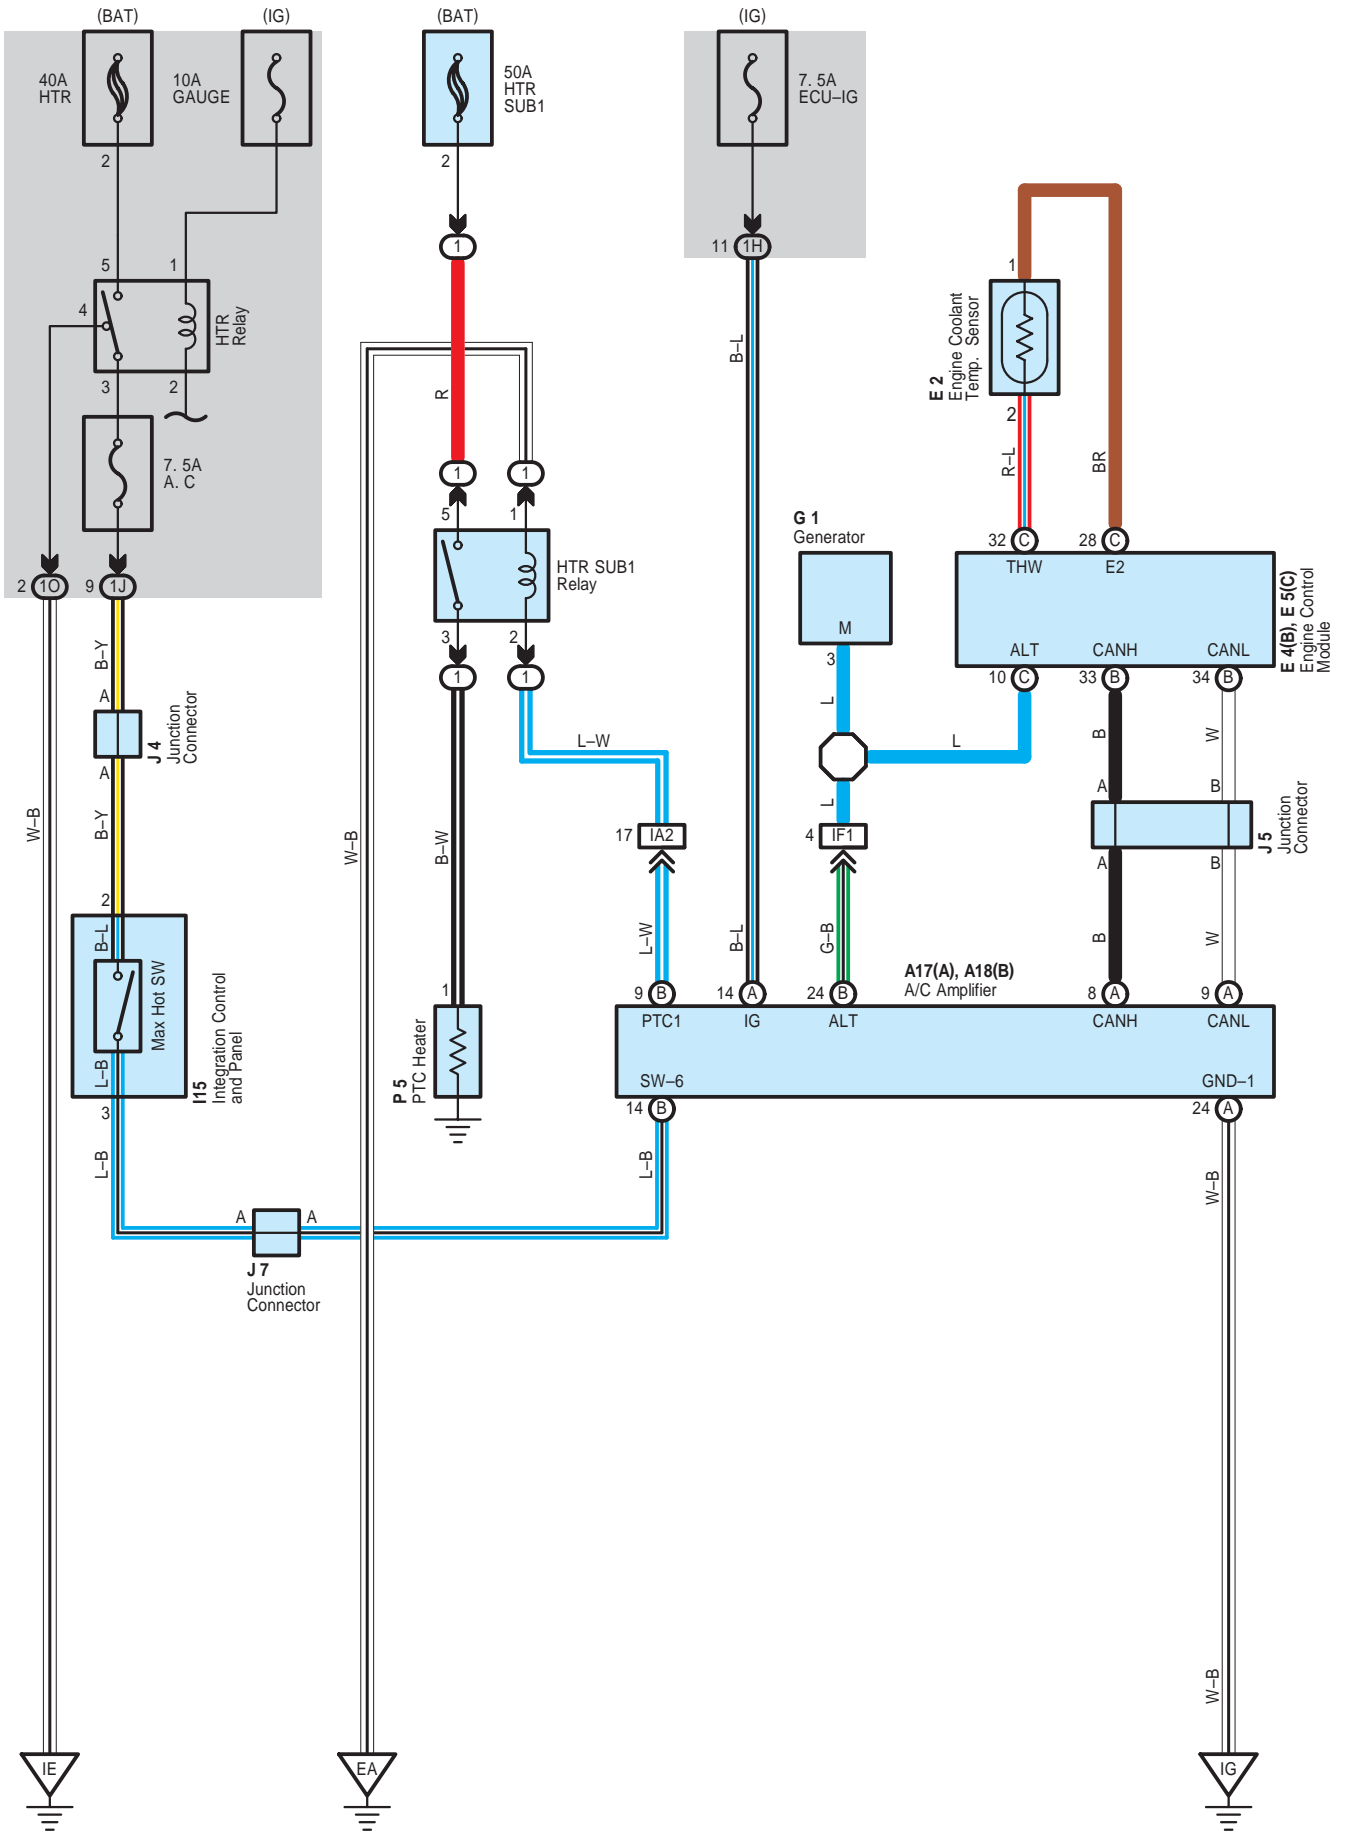 (BAT)
(IG)
(BAT)
(IG)
40A
HTR
10A
GAUGE
50A
HTR
SUB1
7. 5A
ECU–IG
2
2
11
1H
1
5
1
4
HTR
Relay
3
2
7. 5A
A. C
B–L
R
1
E 2
Engine Coolant
Temp. Sensor
2
R–L
BR
1
1
5
1
HTR SUB1
Relay
3
2
1
1
G 1
Generator
M
3
L
32
C
28
C
THW
E2
ALT
CANH
CANL
E 4(B), E 5(C)
Engine Control
Module
10
C
33
B
34
B
2
1O
9
1J
B–Y
A
J 4
Junction
Connector
A
B–Y
W–B
W–B
B–W
L–W
17
IA2
L–W
L
L
4
IF1
G–B
B–L
B
W
A
B
J 5
Junction
Connector
A
B
B
W
2
B–L
Max Hot SW
L–B
I15
Integration Control
and Panel
3
L–B
1
P 5
PTC Heater
A17(A), A18(B)
A/C Amplifier
9
B
14
A
24
B
8
A
9
A
PTC1
IG
ALT
CANH
CANL
SW–6
GND–1
14
B
24
A
L–B
W–B
A
A
J 7
Junction
Connector
W–B
IE
EA
IG